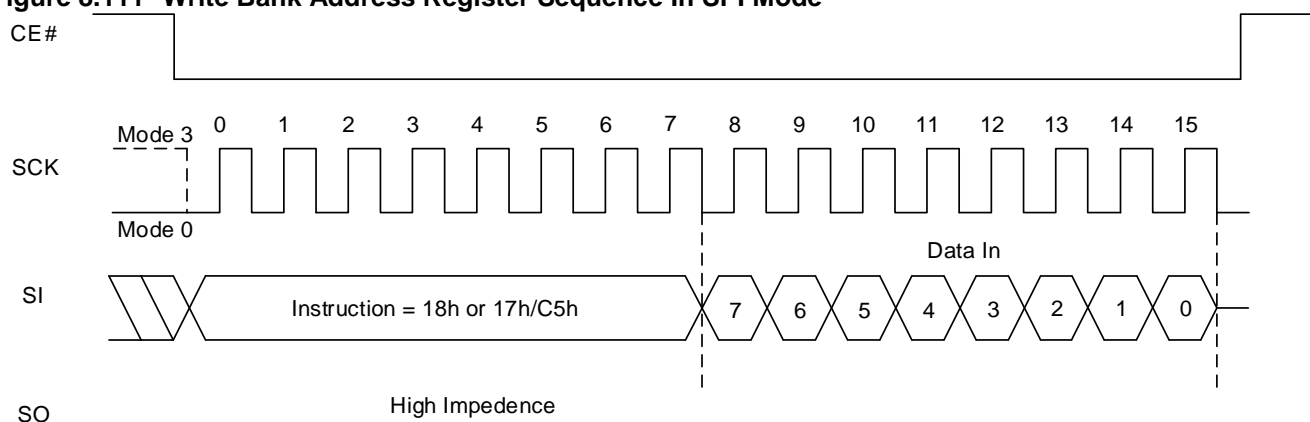 Figure 8.111 Write Bank Address Register Sequence In SPI Mode
CE#
Mode 3
0 1 2 3 4 5 6 7 8 9 10 11 12 13 14 15
SCK
Mode 0
Data In
SI
Instruction = 18h or 17h/C5h
7 6 5 4 3 2 1 0
High Impedence
SO